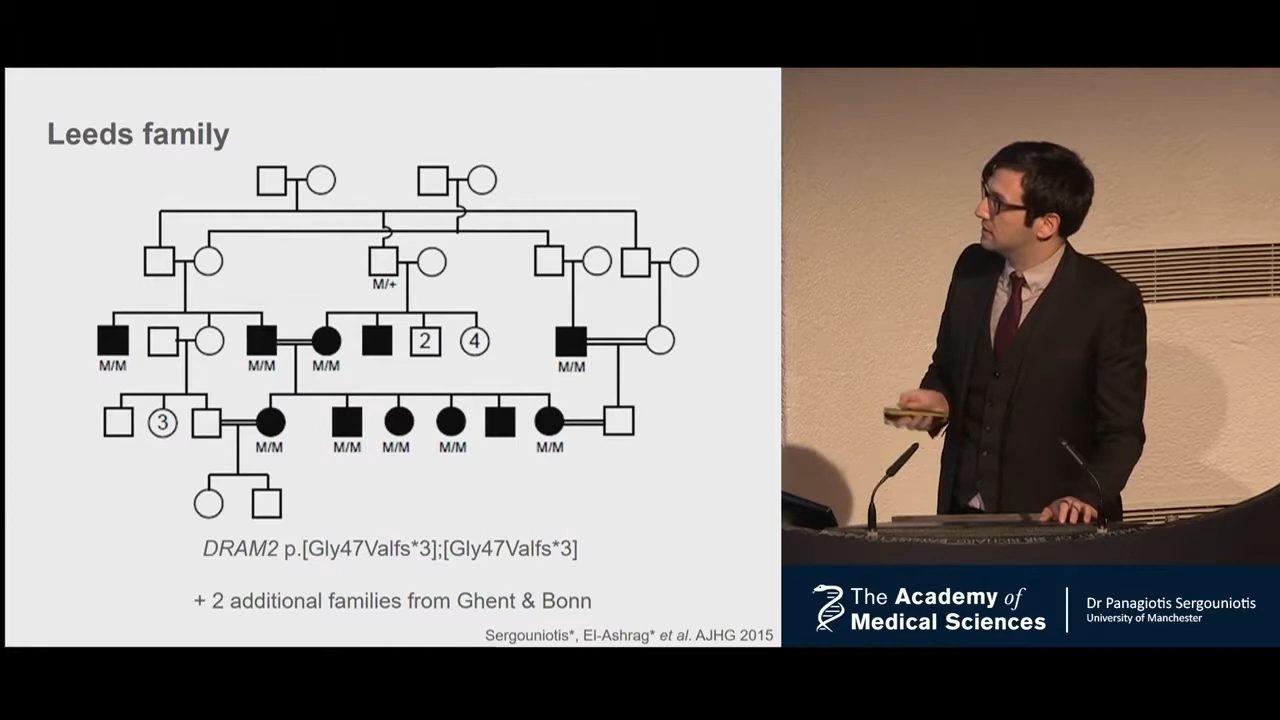 Leeds family
M/+
2
4
M/M
M/M
M/M
M/M
3
M/M
M/M
M/M
M/M
M/M
DRAM2 p.[Gly47Valfs*3];[Gly47Valfs*3]
+ 2 additional families from Ghent & Bonn
Sergouniotis*, El-Ashrag* et al. AJHG 2015
The Academy of
Medical Sciences
Dr Panagiotis Sergouniotis
University of Manchester